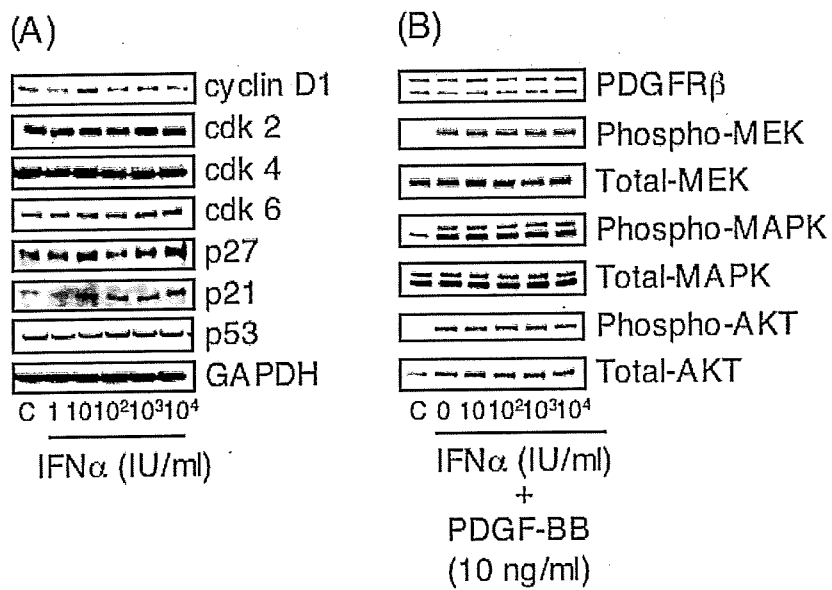 (A)
cyclin D1
cdk 2
cdk 4
cdk 6
p27
p21
p53
GAPDH
C 1 10 10² 10³ 10⁴
IFNα (IU/ml)
(B)
PDGFRβ
Phospho-MEK
Total-MEK
Phospho-MAPK
Total-MAPK
Phospho-AKT
Total-AKT
C 0 10 10² 10³ 10⁴
IFNα (IU/ml)
+
PDGF-BB
(10 ng/ml)